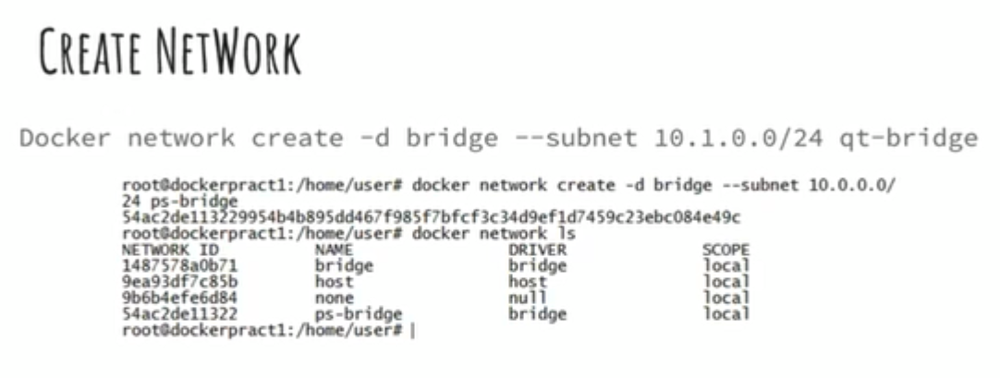 CREATE NETWORK
Docker network create -d bridge --subnet 10.1.0.0/24 qt-bridge
root@dockerpract1:/home/user# docker network create -d bridge --subnet 10.0.0.0/
24 ps-bridge
54ac2de113229954b4b895dd467f985f7bfcf3c34d9ef1d7459c23ebc084e49c
root@dockerpract1:/home/user# docker network ls
NETWORK ID NAME DRIVER SCOPE
1487578a0b71 bridge bridge local
9ea93df7c85b host host local
9b6b4efe6d84 none null local
54ac2de11322 ps-bridge bridge local
root@dockerpract1:/home/user#